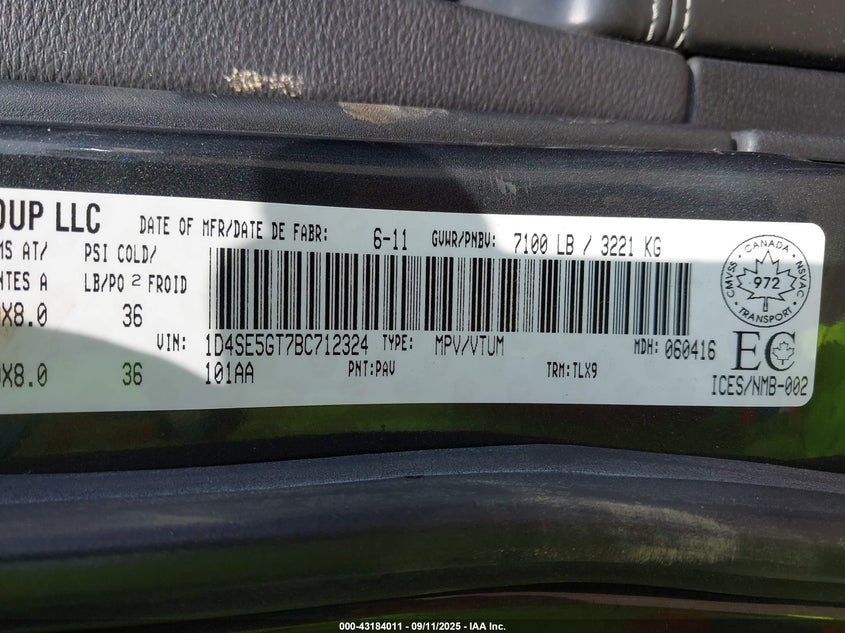 OUP LLC
DATE OF MFR/DATE DE FABR: 6-11 GVWR/PNBV: 7100 LB / 3221 KG
MS AT/ PSI COLD/
NTES A LB/PO 2 FROID
X8.0 36
VIN: 1D4SE5GT7BC712324 TYPE: MPV/VTUM MDH: 060416
X8.0 36 101AA PNT:PAV TRM:TLX9
CMVSS CANADA NSVAC
972
TRANSPORT
EC
ICES/NMB-002
000-43184011 - 09/11/2025 - IAA Inc.